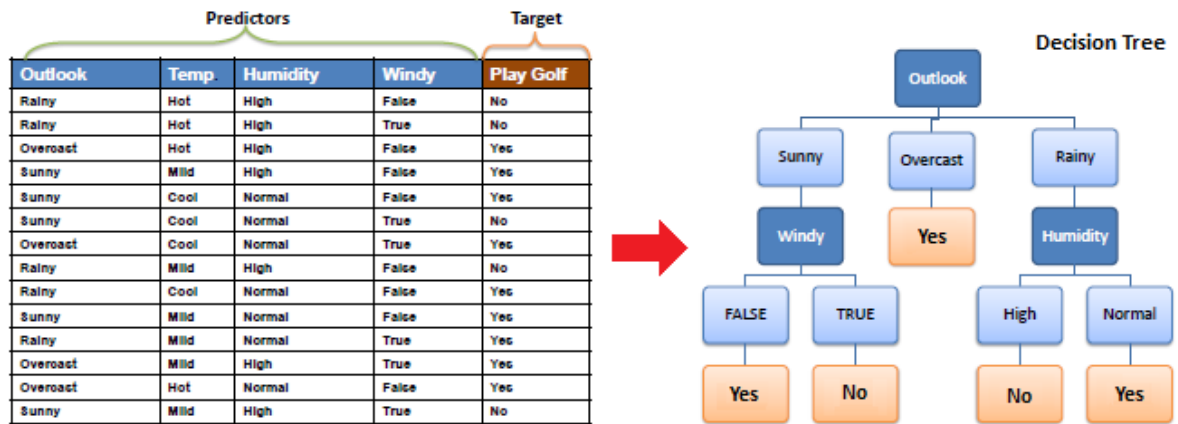 Predictors Target
Outlook Temp. Humidity Windy Play Golf
Rainy Hot High False No
Rainy Hot High True No
Overcast Hot High False Yes
Sunny Mild High False Yes
Sunny Cool Normal False Yes
Sunny Cool Normal True No
Overcast Cool Normal True Yes
Rainy Mild High False No
Rainy Cool Normal False Yes
Sunny Mild Normal False Yes
Rainy Mild Normal True Yes
Overcast Mild High True Yes
Overcast Hot Normal False Yes
Sunny Mild High True No
Decision Tree
Outlook
Sunny Overcast Rainy
Windy Yes Humidity
FALSE TRUE High Normal
Yes No No Yes